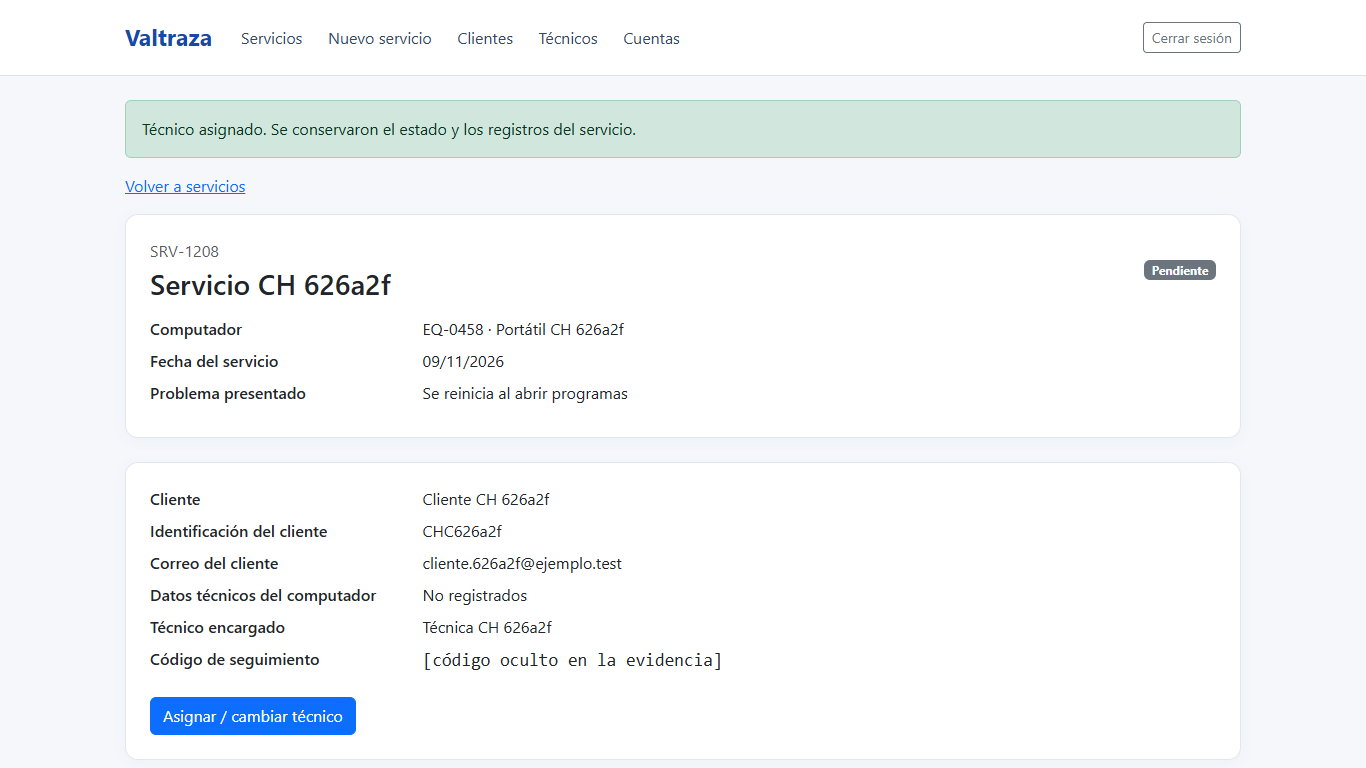 Valtraza Servicios Nuevo servicio Clientes Técnicos Cuentas Cerrar sesión
Técnico asignado. Se conservaron el estado y los registros del servicio.
Volver a servicios
SRV-1208
Servicio CH 626a2f
Pendiente
Computador EQ-0458 · Portátil CH 626a2f
Fecha del servicio 09/11/2026
Problema presentado Se reinicia al abrir programas
Cliente Cliente CH 626a2f
Identificación del cliente CHC626a2f
Correo del cliente cliente.626a2f@ejemplo.test
Datos técnicos del computador No registrados
Técnico encargado Técnica CH 626a2f
Código de seguimiento [código oculto en la evidencia]
Asignar / cambiar técnico